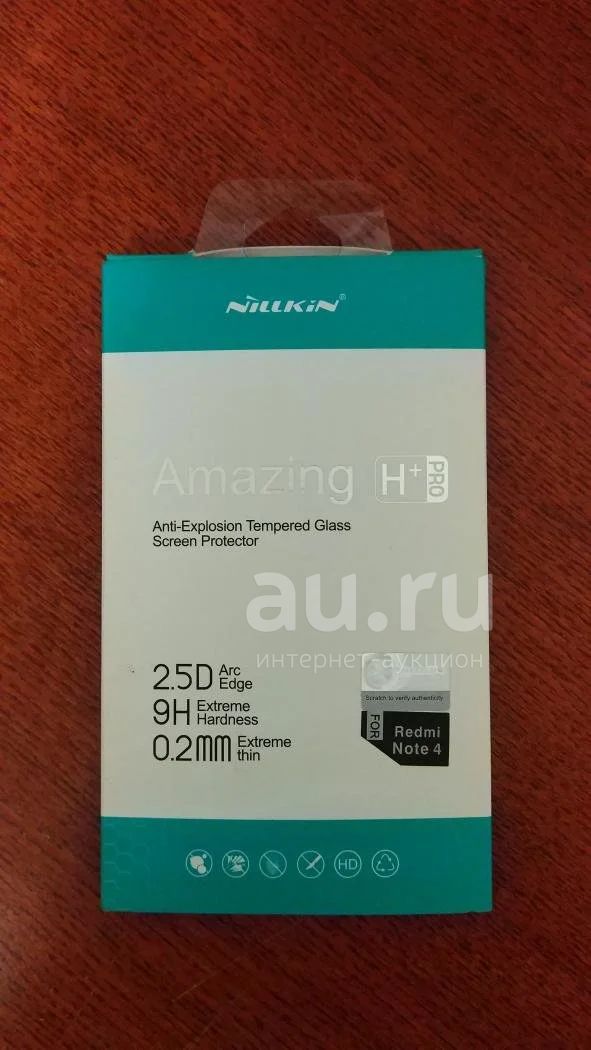 NILLKIN®
Amazing H+ PRO
Anti-Explosion Tempered Glass
Screen Protector
au.ru
интернет-аукцион
2.5D Arc
Edge
9H Extreme
Hardness
0.2mm Extreme
thin
Scratch to verify authenticity
FOR
Redmi
Note 4
HD